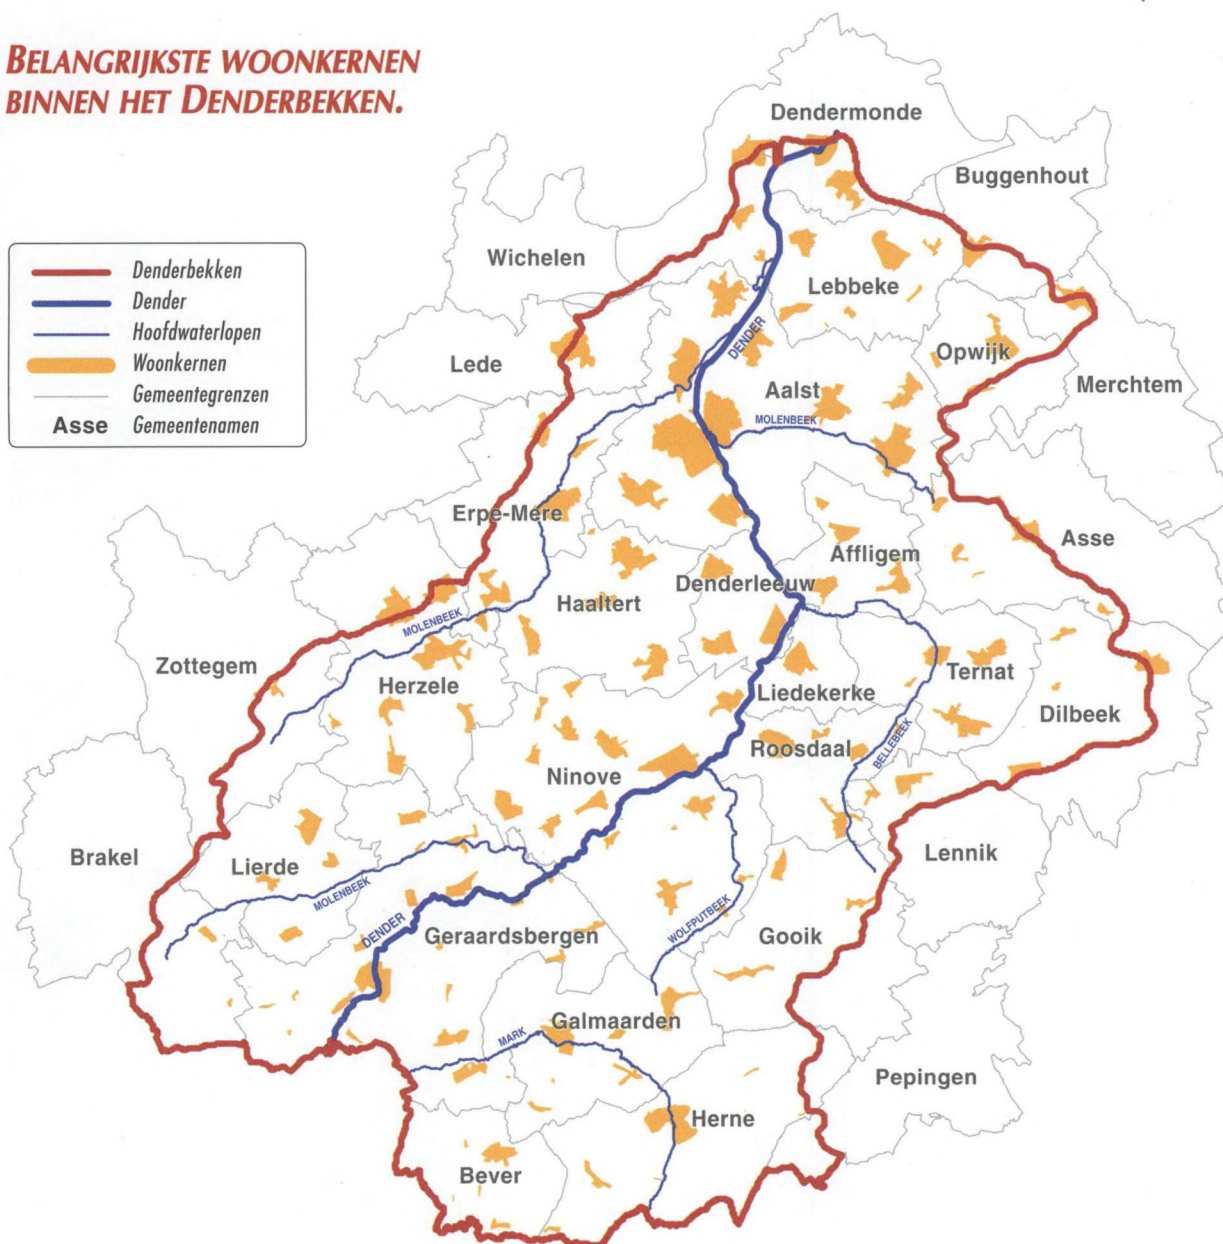 BELANGRIJKSTE WOONKERNEN
BINNEN HET DENDERBEKKEN.
Denderbekken
Dender
Hoofdwaterlopen
Woonkernen
Gemeentegrenzen
Asse Gemeentenamen
Dendermonde
Buggenhout
Wichelen
Lebbeke
DENDER
Opwijk
Lede
Aalst
Merchtem
MOLENBEEK
Erpe-Mere
Asse
Affligem
Denderleeuw
Haaltert
MOLENBEEK
Zottegem
Herzele
Ternat
Liedekerke
Dilbeek
BELLEBEEK
Roosdaal
Ninove
Brakel
Lierde
Lennik
MOLENBEEK
DENDER
WOLFPUTBEEK
Geraardsbergen
Gooik
Galmaarden
MARK
Pepingen
Herne
Bever